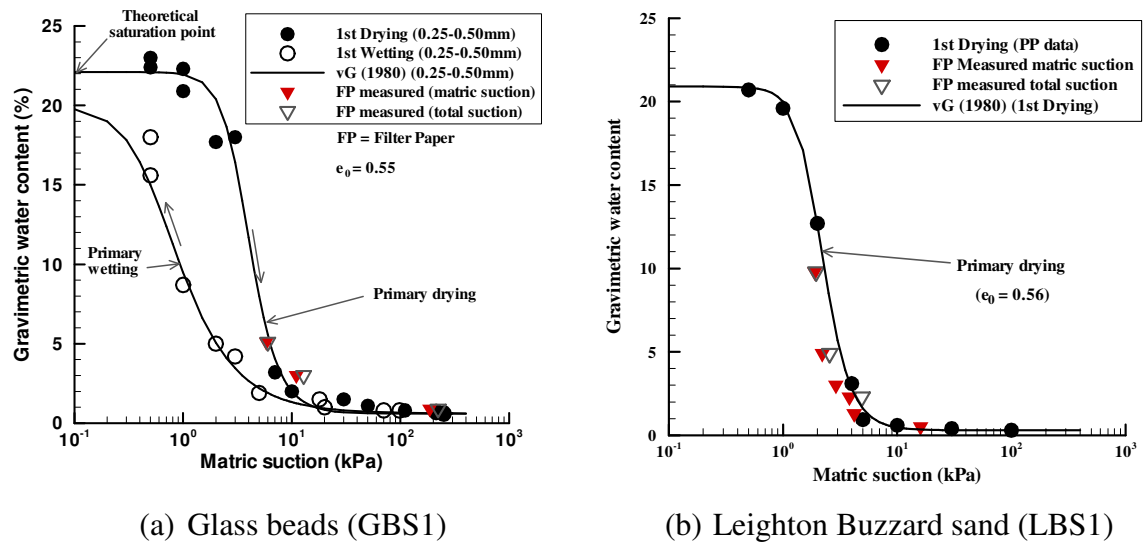 Theoretical
saturation point
1st Drying (0.25-0.50mm)
1st Wetting (0.25-0.50mm)
vG (1980) (0.25-0.50mm)
FP measured (matric suction)
FP measured (total suction)
FP = Filter Paper
e0 = 0.55
Primary
wetting
Primary drying
Gravimetric water content (%)
25
20
15
10
5
0
10-1
100
101
102
103
Matric suction (kPa)
(a) Glass beads (GBS1)
1st Drying (PP data)
FP Measured matric suction
FP measured total suction
vG (1980) (1st Drying)
Primary drying
(e0 = 0.56)
Gravimetric water content
25
20
15
10
5
0
10-1
100
101
102
103
Matric suction (kPa)
(b) Leighton Buzzard sand (LBS1)